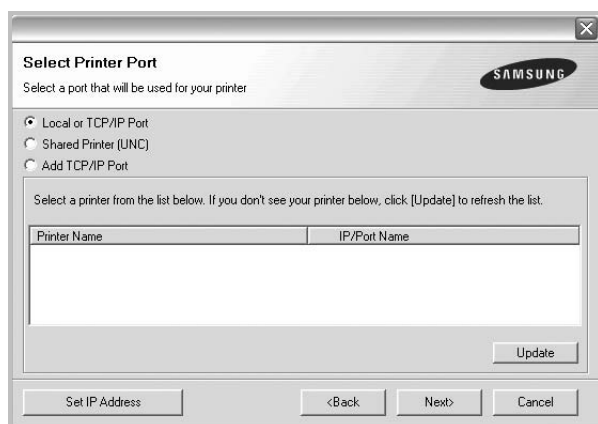 Select Printer Port
Select a port that will be used for your printer
SAMSUNG
Local or TCP/IP Port
Shared Printer (UNC)
Add TCP/IP Port
Select a printer from the list below. If you don't see your printer below, click [Update] to refresh the list.
Printer Name IP/Port Name
Update
Set IP Address <Back Next> Cancel